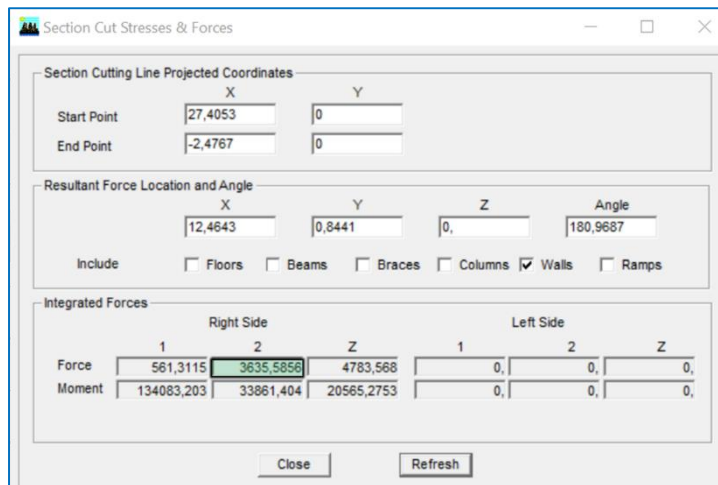 Section Cut Stresses & Forces
Section Cutting Line Projected Coordinates
X Y
Start Point 27,4053 0
End Point -2,4767 0
Resultant Force Location and Angle
X Y Z Angle
12,4643 0,8441 0, 180,9687
Include Floors Beams Braces Columns Walls Ramps
Integrated Forces
Right Side Left Side
1 2 Z 1 2 Z
Force 561,3115 3635,5856 4783,568 0, 0, 0,
Moment 134083,203 33861,404 20565,2753 0, 0, 0,
Close Refresh